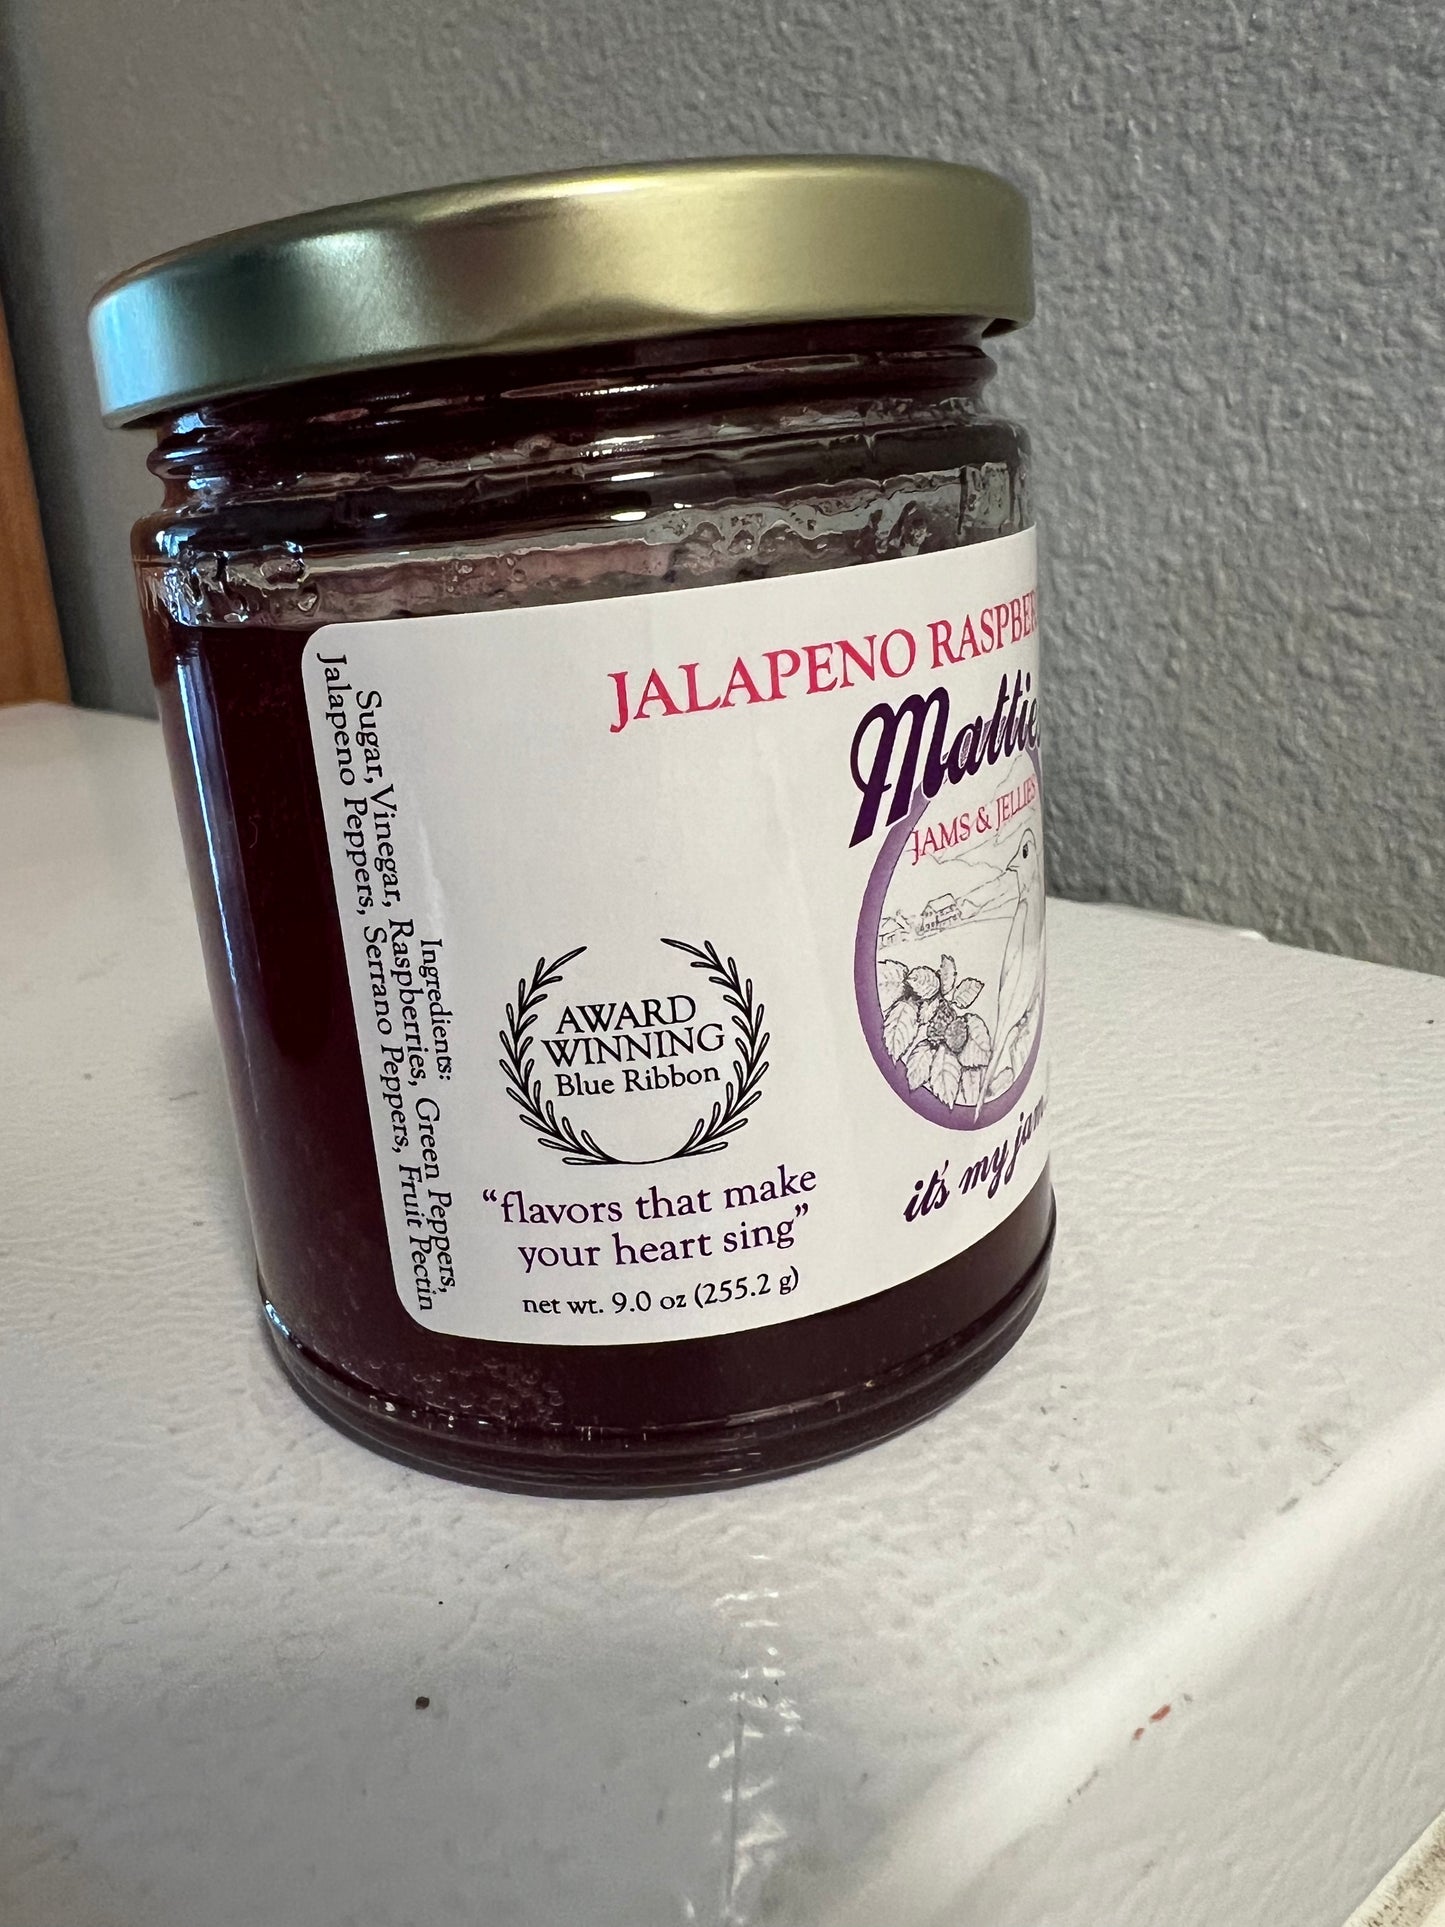 JALAPENO RASPBER
Mattie
JAMS & JELLIES
it's my jam
AWARD
WINNING
Blue Ribbon
“flavors that make
your heart sing”
net wt. 9.0 oz (255.2 g)
Ingredients:
Sugar, Vinegar, Raspberries, Green Peppers,
Jalapeno Peppers, Serrano Peppers, Fruit Pectin